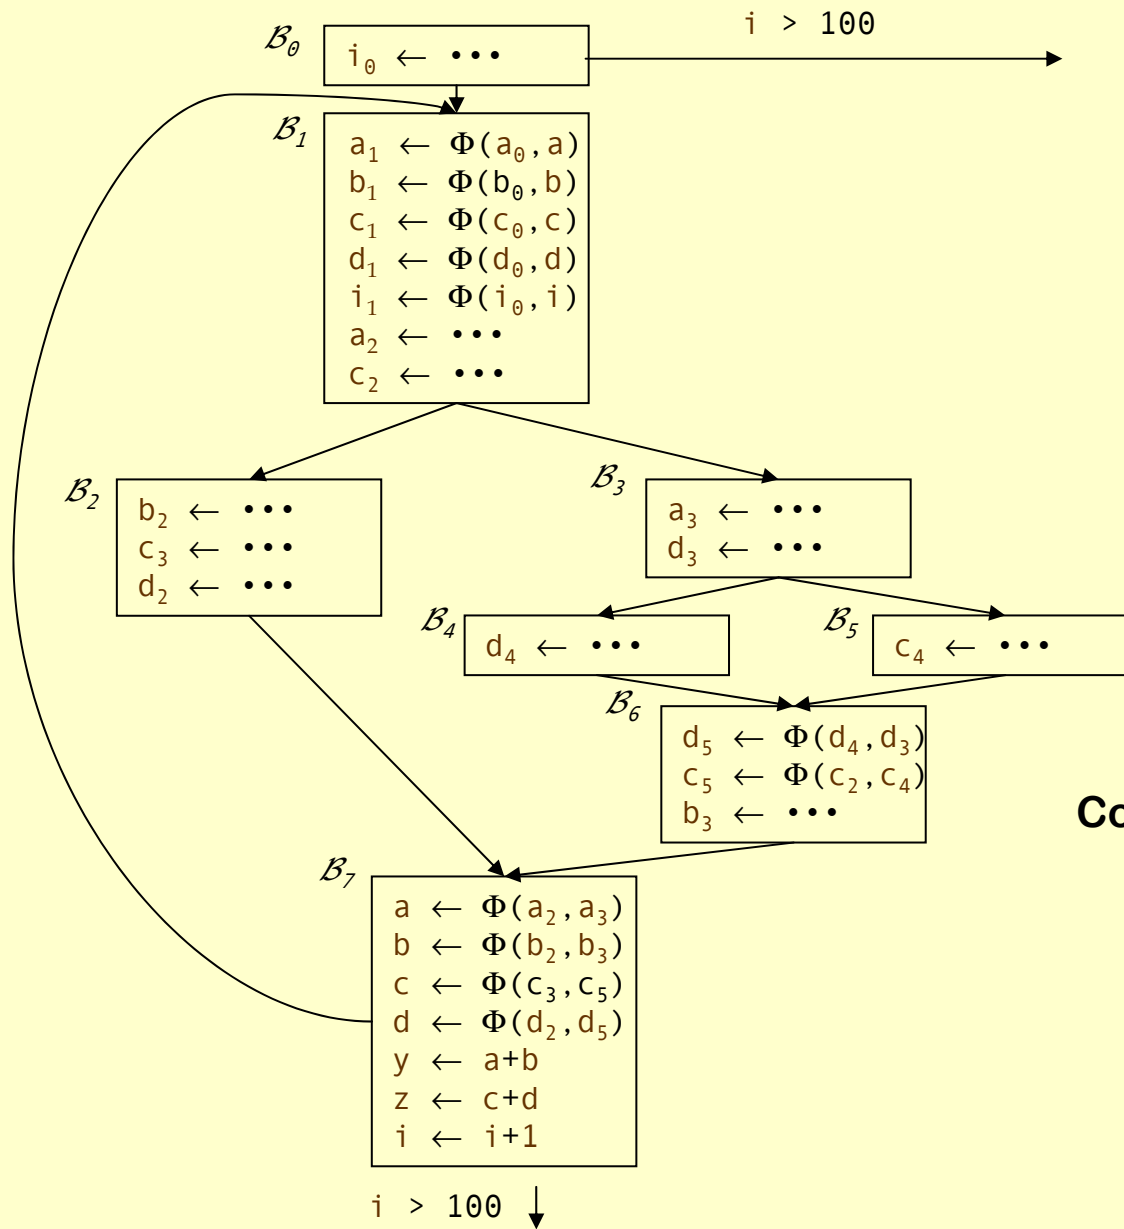 i > 100
ℬ₀
i₀ ← •••
ℬ₁
a₁ ← Φ(a₀,a)
b₁ ← Φ(b₀,b)
c₁ ← Φ(c₀,c)
d₁ ← Φ(d₀,d)
i₁ ← Φ(i₀,i)
a₂ ← •••
c₂ ← •••
ℬ₂
b₂ ← •••
c₃ ← •••
d₂ ← •••
ℬ₃
a₃ ← •••
d₃ ← •••
ℬ₄
d₄ ← •••
ℬ₅
c₄ ← •••
ℬ₆
d₅ ← Φ(d₄,d₃)
c₅ ← Φ(c₂,c₄)
b₃ ← •••
Co
ℬ₇
a ← Φ(a₂,a₃)
b ← Φ(b₂,b₃)
c ← Φ(c₃,c₅)
d ← Φ(d₂,d₅)
y ← a+b
z ← c+d
i ← i+1
i > 100